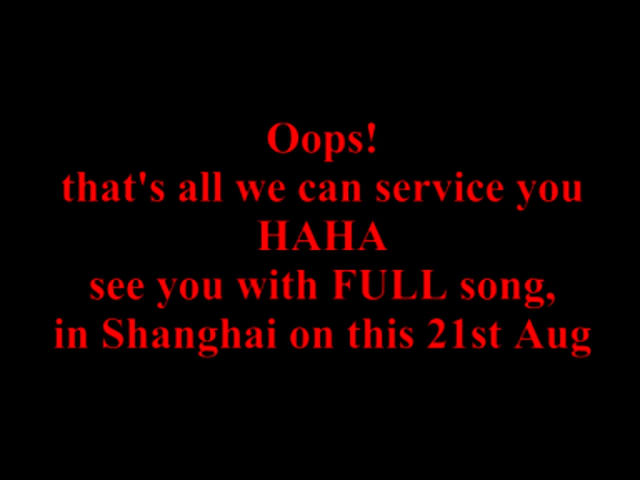 Oops!
that's all we can service you
HAHA
see you with FULL song,
in Shanghai on this 21st Aug